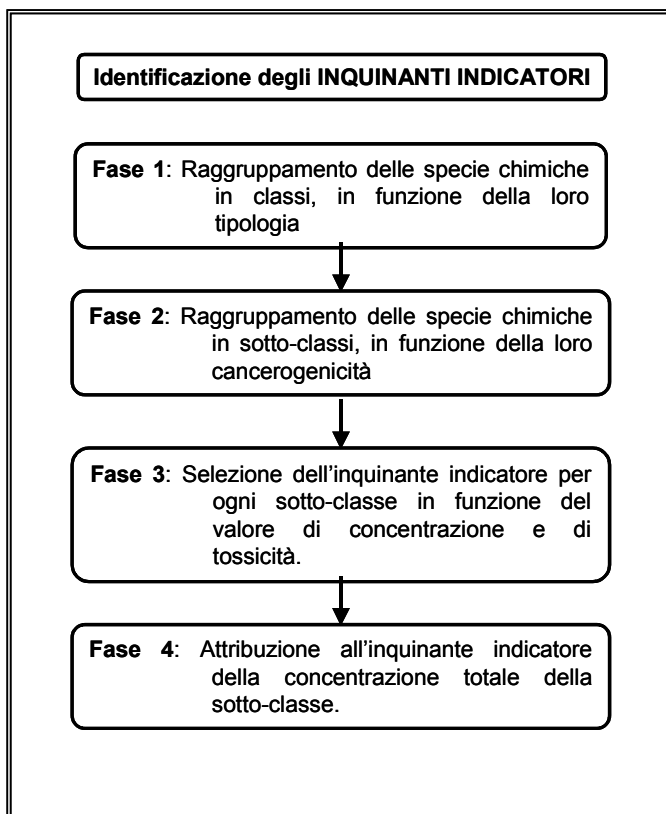 Identificazione degli INQUINANTI INDICATORI
Fase 1: Raggruppamento delle specie chimiche
in classi, in funzione della loro
tipologia
Fase 2: Raggruppamento delle specie chimiche
in sotto-classi, in funzione della loro
cancerogenicità
Fase 3: Selezione dell'inquinante indicatore per
ogni sotto-classe in funzione del
valore di concentrazione e di
tossicità.
Fase 4: Attribuzione all'inquinante indicatore
della concentrazione totale della
sotto-classe.